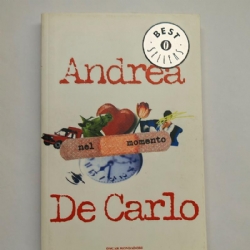 Andrea
BEST
SELLERS
nel momento
De Carlo